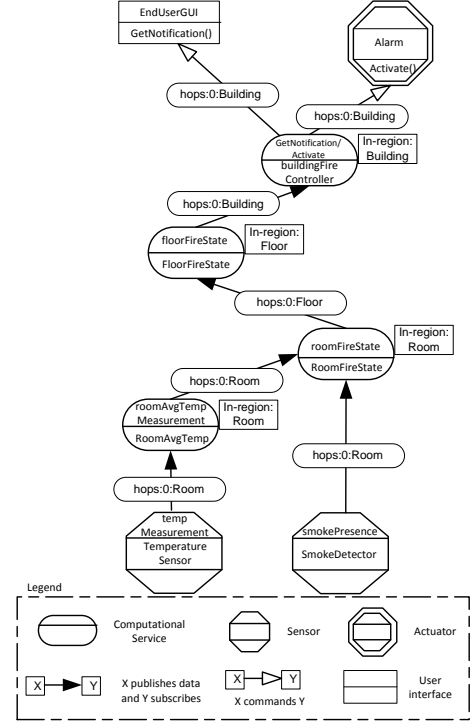 EndUserGUI
GetNotification()
Alarm
Activate()
hops:0:Building
hops:0:Building
GetNotification/
Activate
buildingFire
Controller
In-region:
Building
hops:0:Building
floorFireState
FloorFireState
In-region:
Floor
hops:0:Floor
roomFireState
RoomFireState
In-region:
Room
hops:0:Room
roomAvgTemp
Measurement
RoomAvgTemp
In-region:
Room
hops:0:Room
hops:0:Room
temp
Measurement
Temperature
Sensor
smokePresence
SmokeDetector
Legend
Computational
Service
Sensor
Actuator
X
Y
X publishes data
and Y subscribes
X
Y
X commands Y
User
interface